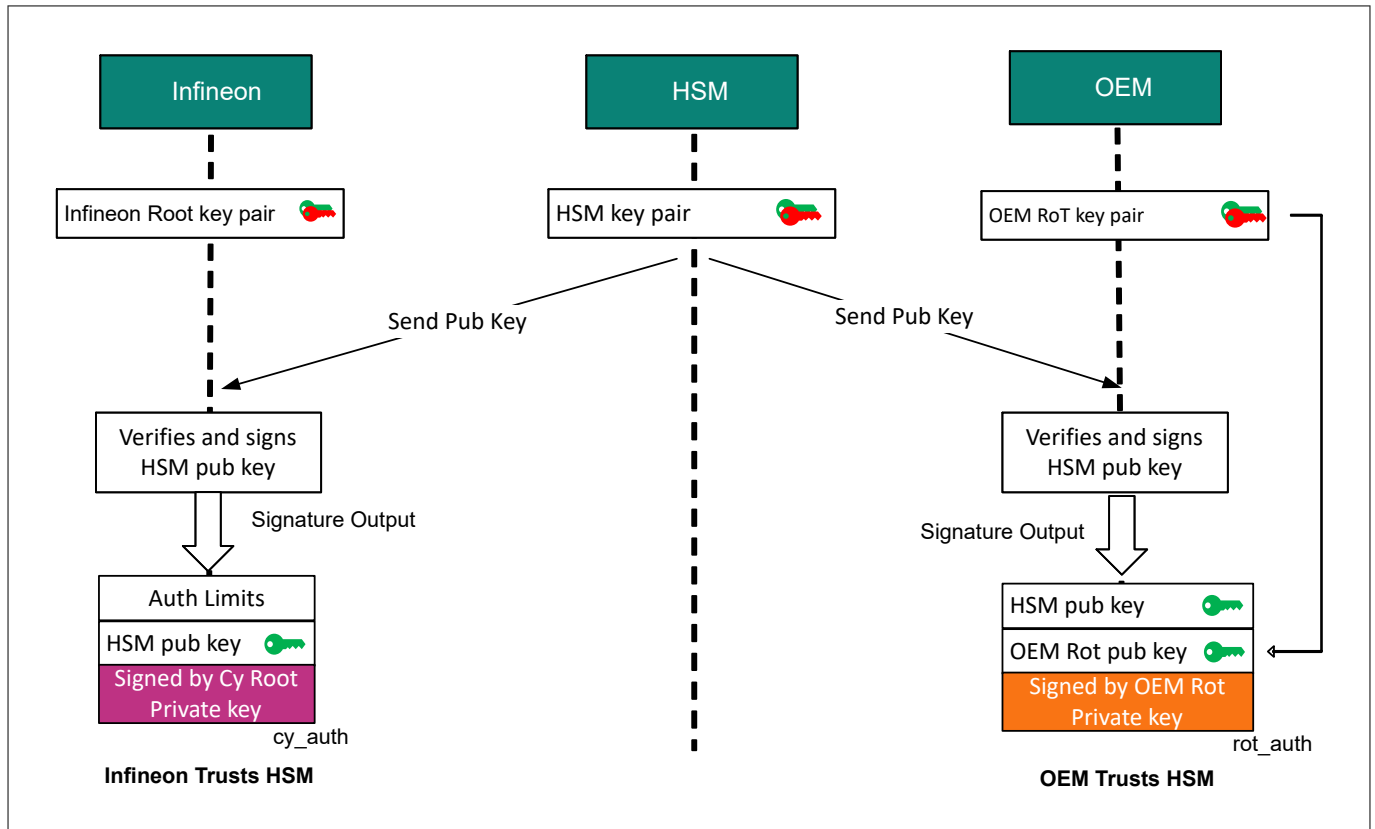 Infineon
HSM
OEM
Infineon Root key pair
HSM key pair
OEM RoT key pair
Send Pub Key
Send Pub Key
Verifies and signs
HSM pub key
Verifies and signs
HSM pub key
Signature Output
Signature Output
Auth Limits
HSM pub key
Signed by Cy Root
Private key
cy_auth
Infineon Trusts HSM
HSM pub key
OEM Rot pub key
Signed by OEM Rot
Private key
rot_auth
OEM Trusts HSM